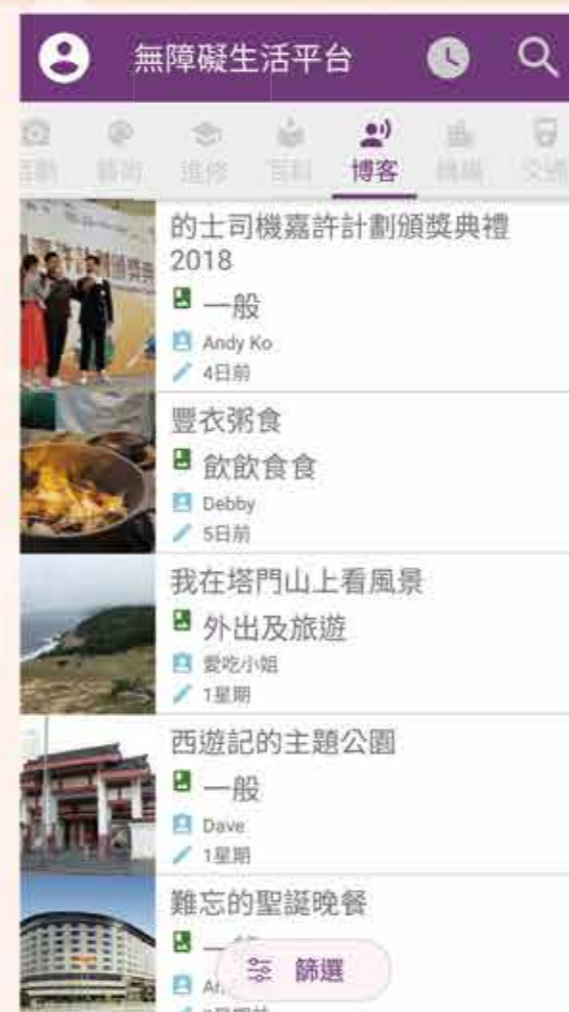 無障礙生活平台
進修
百科
博客
機構
交通
的士司機嘉許計劃頒獎典禮
2018
一般
Andy Ko
4日前
豐衣粥食
飲飲食食
Debby
5日前
我在塔門山上看風景
外出及旅遊
愛吃小姐
1星期
西遊記的主題公園
一般
Dave
1星期
難忘的聖誕晚餐
篩選